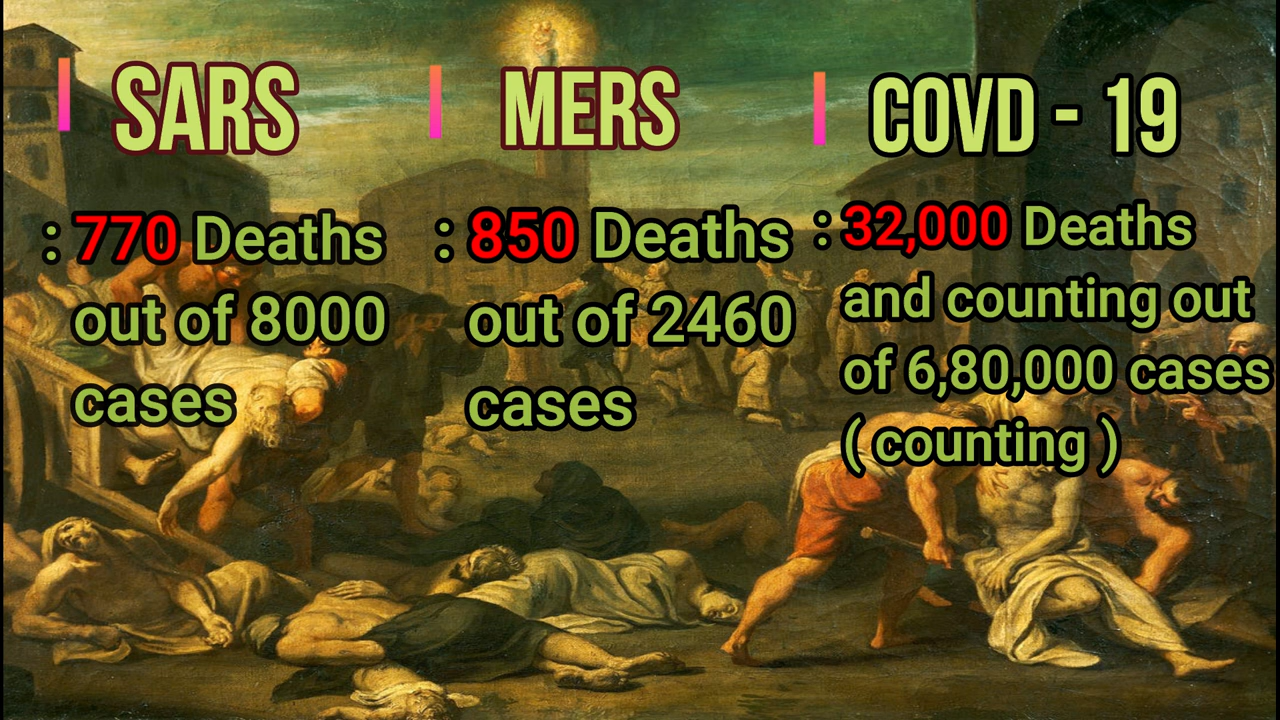 SARS
: 770 Deaths
out of 8000
cases
MERS
: 850 Deaths
out of 2460
cases
COVD - 19
: 32,000 Deaths
and counting out
of 6,80,000 cases
( counting )